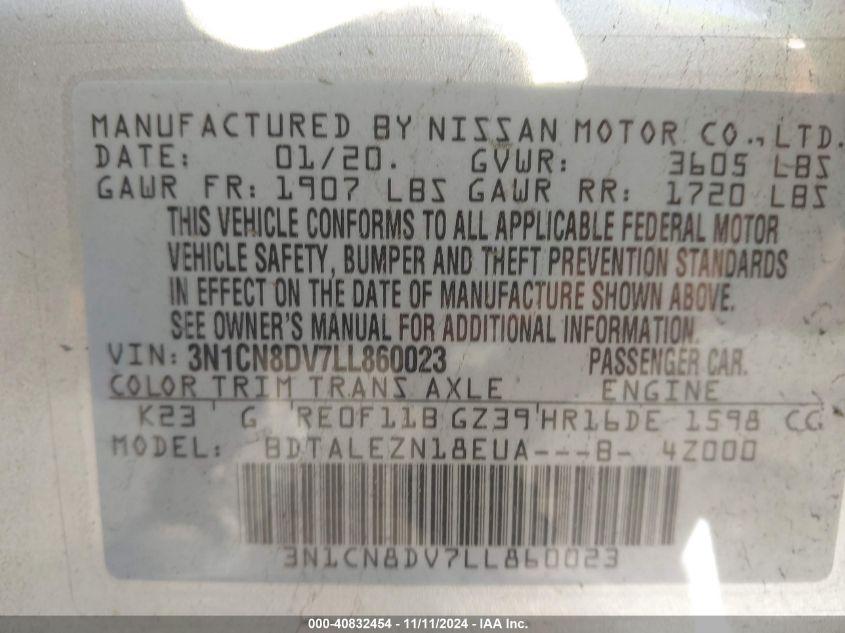 MANUFACTURED BY NISSAN MOTOR CO., LTD.
DATE: 01/20. GVWR: 3605 LBS
GAWR FR: 1907 LBS GAWR RR: 1720 LBS
THIS VEHICLE CONFORMS TO ALL APPLICABLE FEDERAL MOTOR
VEHICLE SAFETY, BUMPER AND THEFT PREVENTION STANDARDS
IN EFFECT ON THE DATE OF MANUFACTURE SHOWN ABOVE.
SEE OWNER'S MANUAL FOR ADDITIONAL INFORMATION.
VIN: 3N1CN8DV7LL860023 PASSENGER CAR.
COLOR TRIM TRANS AXLE ENGINE
K23 G RE0F11B GZ39 HR16DE 1598 CC
MODEL: BDTALEZN18EUA---B- 4Z000
3N1CN8DV7LL860023
000-40832454 - 11/11/2024 - IAA Inc.